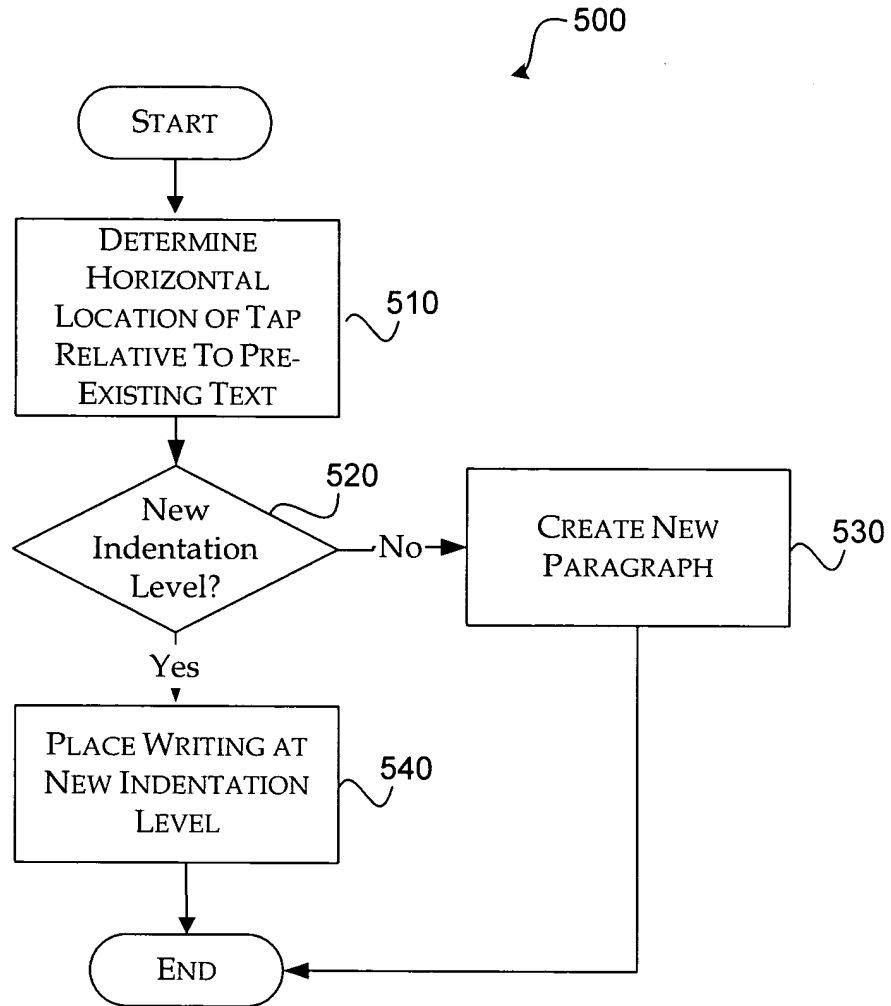 500
START
DETERMINE
HORIZONTAL
LOCATION OF TAP
RELATIVE TO PRE-
EXISTING TEXT
510
520
New
Indentation
Level?
No
CREATE NEW
PARAGRAPH
530
Yes
PLACE WRITING AT
NEW INDENTATION
LEVEL
540
END